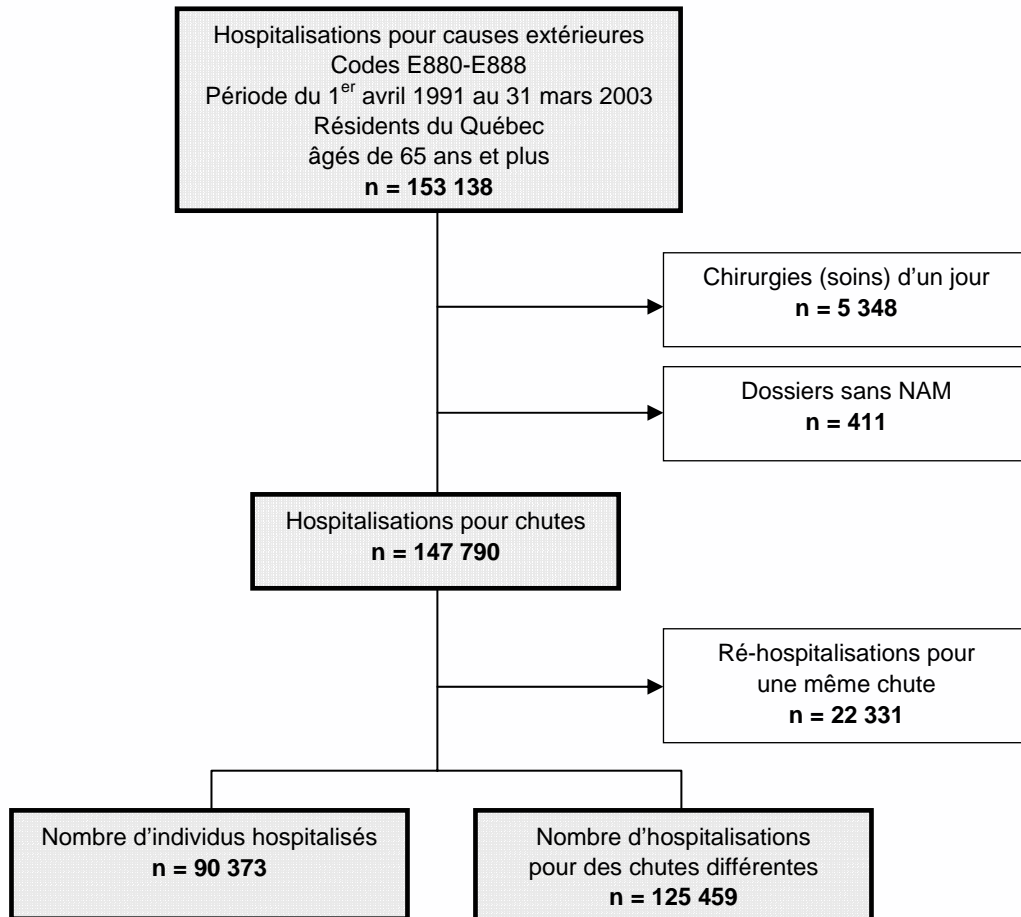 Hospitalisations pour causes extérieures
Codes E880-E888
Période du 1er avril 1991 au 31 mars 2003
Résidents du Québec
âgés de 65 ans et plus
n = 153 138
Chirurgies (soins) d’un jour
n = 5 348
Dossiers sans NAM
n = 411
Hospitalisations pour chutes
n = 147 790
Ré-hospitalisations pour
une même chute
n = 22 331
Nombre d’individus hospitalisés
n = 90 373
Nombre d’hospitalisations
pour des chutes différentes
n = 125 459